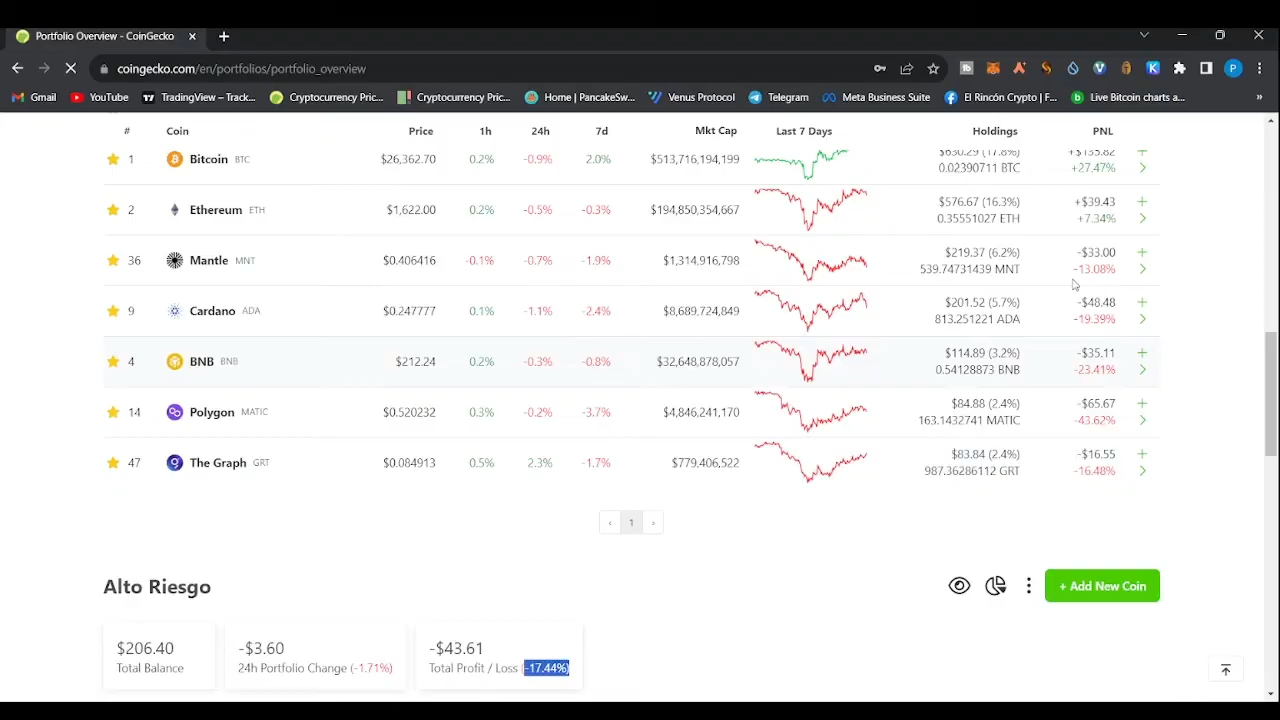 Portfolio Overview - CoinGecko
coingecko.com/en/portfolios/portfolio_overview
P
Gmail YouTube TradingView – Track... Cryptocurrency Pric... Cryptocurrency Pric... Home | PancakeSw... Venus Protocol Telegram Meta Business Suite El Rincón Crypto | F... Live Bitcoin charts a... »
# Coin Price 1h 24h 7d Mkt Cap Last 7 Days Holdings PNL
$630.29 (17.8%) +$135.82
1 Bitcoin BTC $26,362.70 0.2% -0.9% 2.0% $513,716,194,199
0.02390711 BTC +27.47%
$576.67 (16.3%) +$39.43
2 Ethereum ETH $1,622.00 0.2% -0.5% -0.3% $194,850,354,667
0.35551027 ETH +7.34%
$219.37 (6.2%) -$33.00
36 Mantle MNT $0.406416 -0.1% -0.7% -1.9% $1,314,916,798
539.74731439 MNT -13.08%
$201.52 (5.7%) -$48.48
9 Cardano ADA $0.247777 0.1% -1.1% -2.4% $8,689,724,849
813.251221 ADA -19.39%
$114.89 (3.2%) -$35.11
4 BNB BNB $212.24 0.2% -0.3% -0.8% $32,648,878,057
0.54128873 BNB -23.41%
$84.88 (2.4%) -$65.67
14 Polygon MATIC $0.520232 0.3% -0.2% -3.7% $4,846,241,170
163.1432741 MATIC -43.62%
$83.84 (2.4%) -$16.55
47 The Graph GRT $0.084913 0.5% 2.3% -1.7% $779,406,522
987.36286112 GRT -16.48%
‹ 1 ›
Alto Riesgo + Add New Coin
$206.40 -$3.60 -$43.61
Total Balance 24h Portfolio Change (-1.71%) Total Profit / Loss (-17.44%)